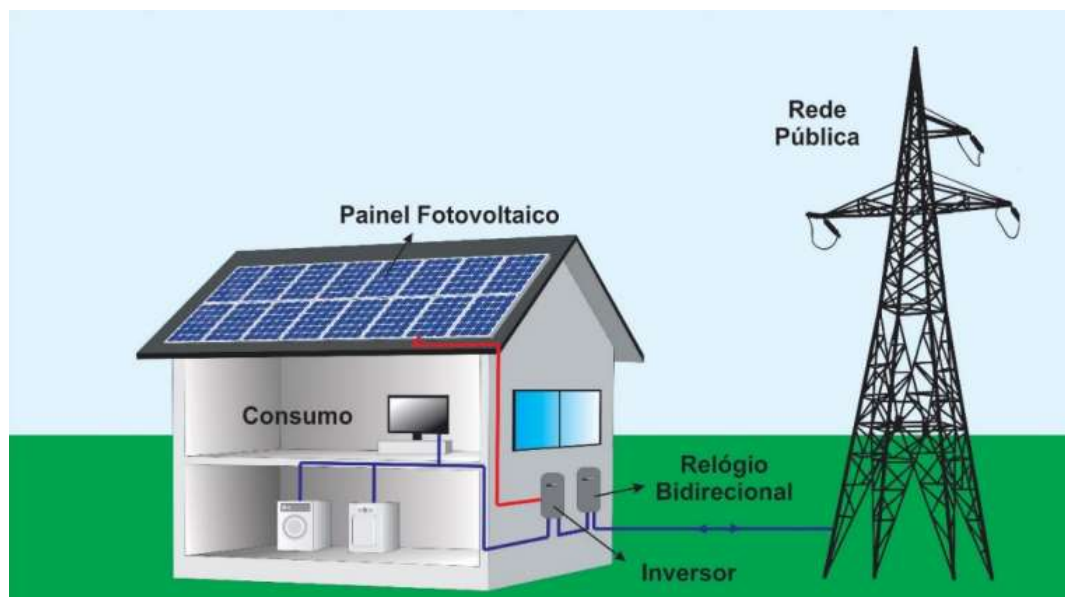 Rede
Pública
Painel Fotovoltaico
Consumo
Relógio
Bidirecional
Inversor